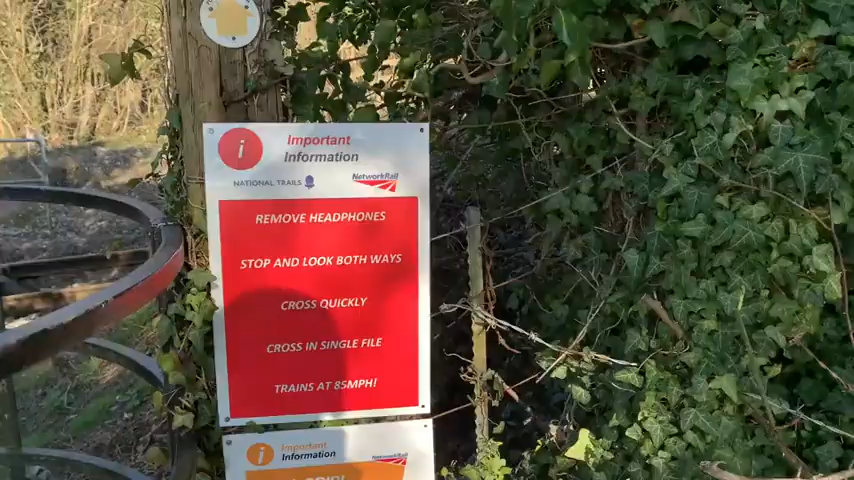 i
Important
Information
NATIONAL TRAILS
NetworkRail
REMOVE HEADPHONES
STOP AND LOOK BOTH WAYS
CROSS QUICKLY
CROSS IN SINGLE FILE
TRAINS AT 85MPH!
i
Important
Information
NetworkRail